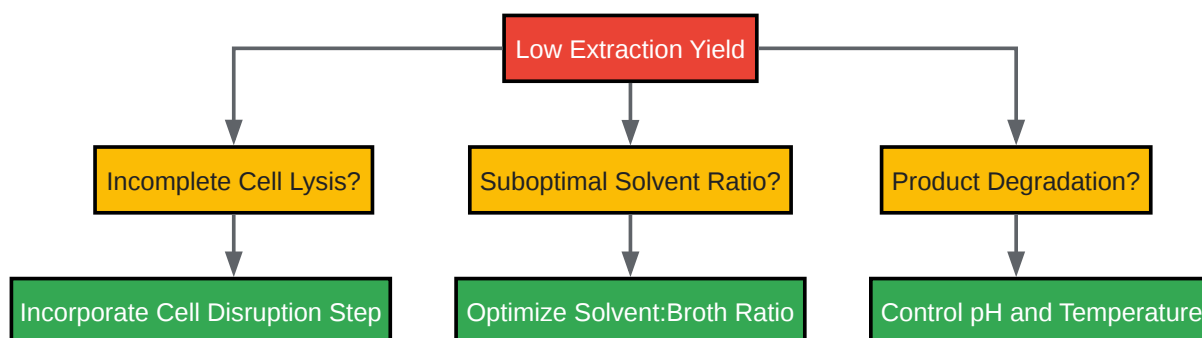 Low Extraction Yield
Incomplete Cell Lysis?
Suboptimal Solvent Ratio?
Product Degradation?
Incorporate Cell Disruption Step
Optimize Solvent:Broth Ratio
Control pH and Temperature